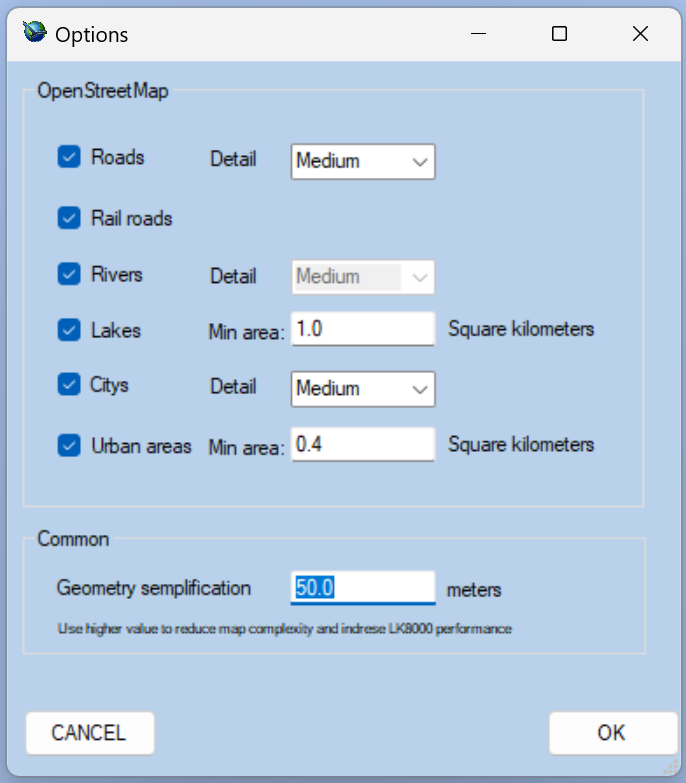 Options
OpenStreetMap
Roads Detail Medium
Rail roads
Rivers Detail Medium
Lakes Min area: 1.0 Square kilometers
Citys Detail Medium
Urban areas Min area: 0.4 Square kilometers
Common
Geometry semplification 50.0 meters
Use higher value to reduce map complexity and indrese LK8000 performance
CANCEL OK